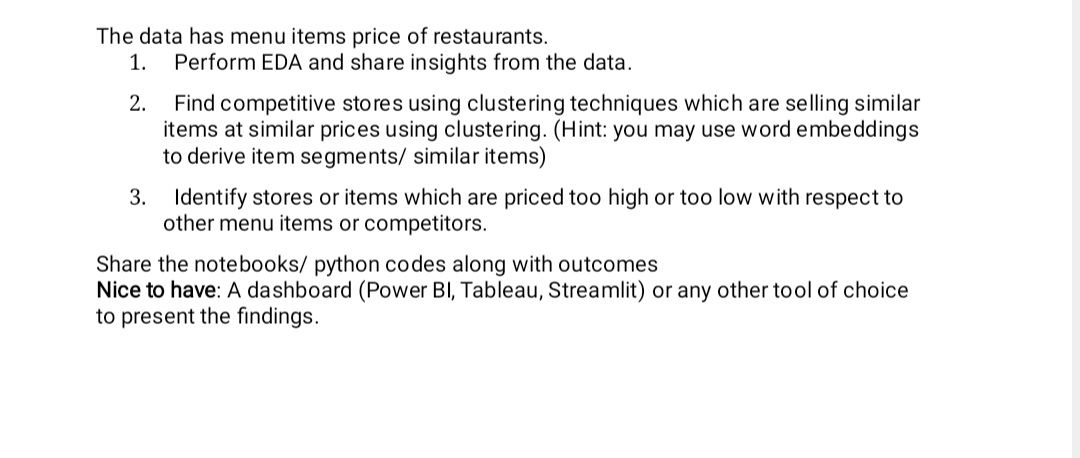 The data has menu items price of restaurants.
1. Perform EDA and share insights from the data.
2. Find competitive stores using clustering techniques which are selling similar
items at similar prices using clustering. (Hint: you may use word embeddings
to derive item segments/ similar items)
3. Identify stores or items which are priced too high or too low with respect to
other menu items or competitors.
Share the notebooks/ python codes along with outcomes
Nice to have: A dashboard (Power BI, Tableau, Streamlit) or any other tool of choice
to present the findings.